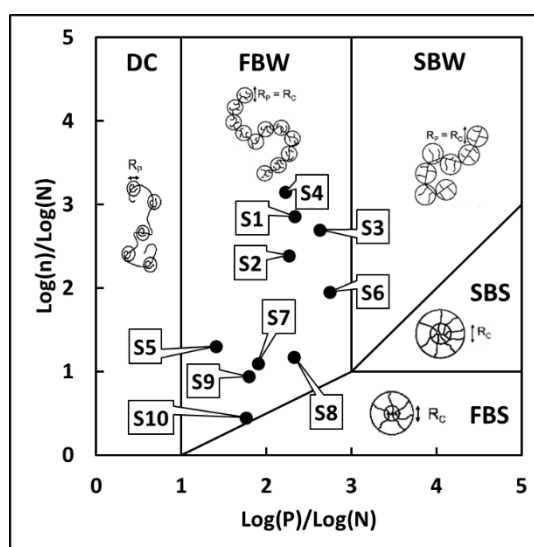 5
DC
FBW
SBW
R_P = R_C
R_P = R_C
4
R_P
S4
S1
S3
3
S2
Log(n)/Log(N)
S6
SBS
2
S7
S5
R_C
S9
1
S8
S10
R_C
FBS
0
0 1 2 3 4 5
Log(P)/Log(N)